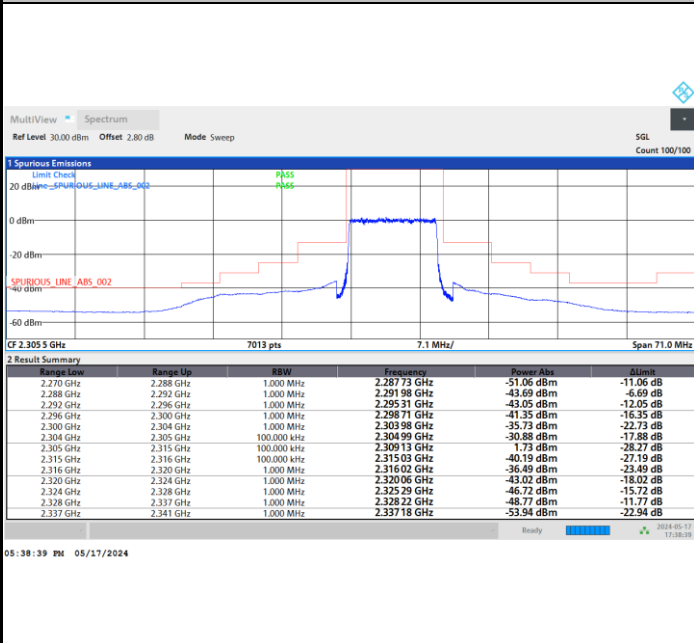 MultiView Spectrum
Ref Level 30.00 dBm Offset 2.80 dB Mode Sweep SGL
Count 100/100
1 Spurious Emissions
Limit Check PASS
20 dBm Line _SPURIOUS_LINE_ABS_002 PASS
0 dBm
-20 dBm
_SPURIOUS_LINE_ABS_002
-40 dBm
-60 dBm
CF 2.305 5 GHz 7013 pts 7.1 MHz/ Span 71.0 MHz
2 Result Summary
Range Low Range Up RBW Frequency Power Abs ΔLimit
2.270 GHz 2.288 GHz 1.000 MHz 2.287 73 GHz -51.06 dBm -11.06 dB
2.288 GHz 2.292 GHz 1.000 MHz 2.291 98 GHz -43.69 dBm -6.69 dB
2.292 GHz 2.296 GHz 1.000 MHz 2.295 31 GHz -43.05 dBm -12.05 dB
2.296 GHz 2.300 GHz 1.000 MHz 2.298 71 GHz -41.35 dBm -16.35 dB
2.300 GHz 2.304 GHz 1.000 MHz 2.303 98 GHz -35.73 dBm -22.73 dB
2.304 GHz 2.305 GHz 100.000 kHz 2.304 99 GHz -30.88 dBm -17.88 dB
2.305 GHz 2.315 GHz 100.000 kHz 2.309 13 GHz 1.73 dBm -28.27 dB
2.315 GHz 2.316 GHz 100.000 kHz 2.315 03 GHz -40.19 dBm -27.19 dB
2.316 GHz 2.320 GHz 1.000 MHz 2.316 02 GHz -36.49 dBm -23.49 dB
2.320 GHz 2.324 GHz 1.000 MHz 2.320 06 GHz -43.02 dBm -18.02 dB
2.324 GHz 2.328 GHz 1.000 MHz 2.325 29 GHz -46.72 dBm -15.72 dB
2.328 GHz 2.337 GHz 1.000 MHz 2.328 22 GHz -48.77 dBm -11.77 dB
2.337 GHz 2.341 GHz 1.000 MHz 2.337 18 GHz -53.94 dBm -22.94 dB
Ready 2024-05-17
17:38:39
05:38:39 PM 05/17/2024